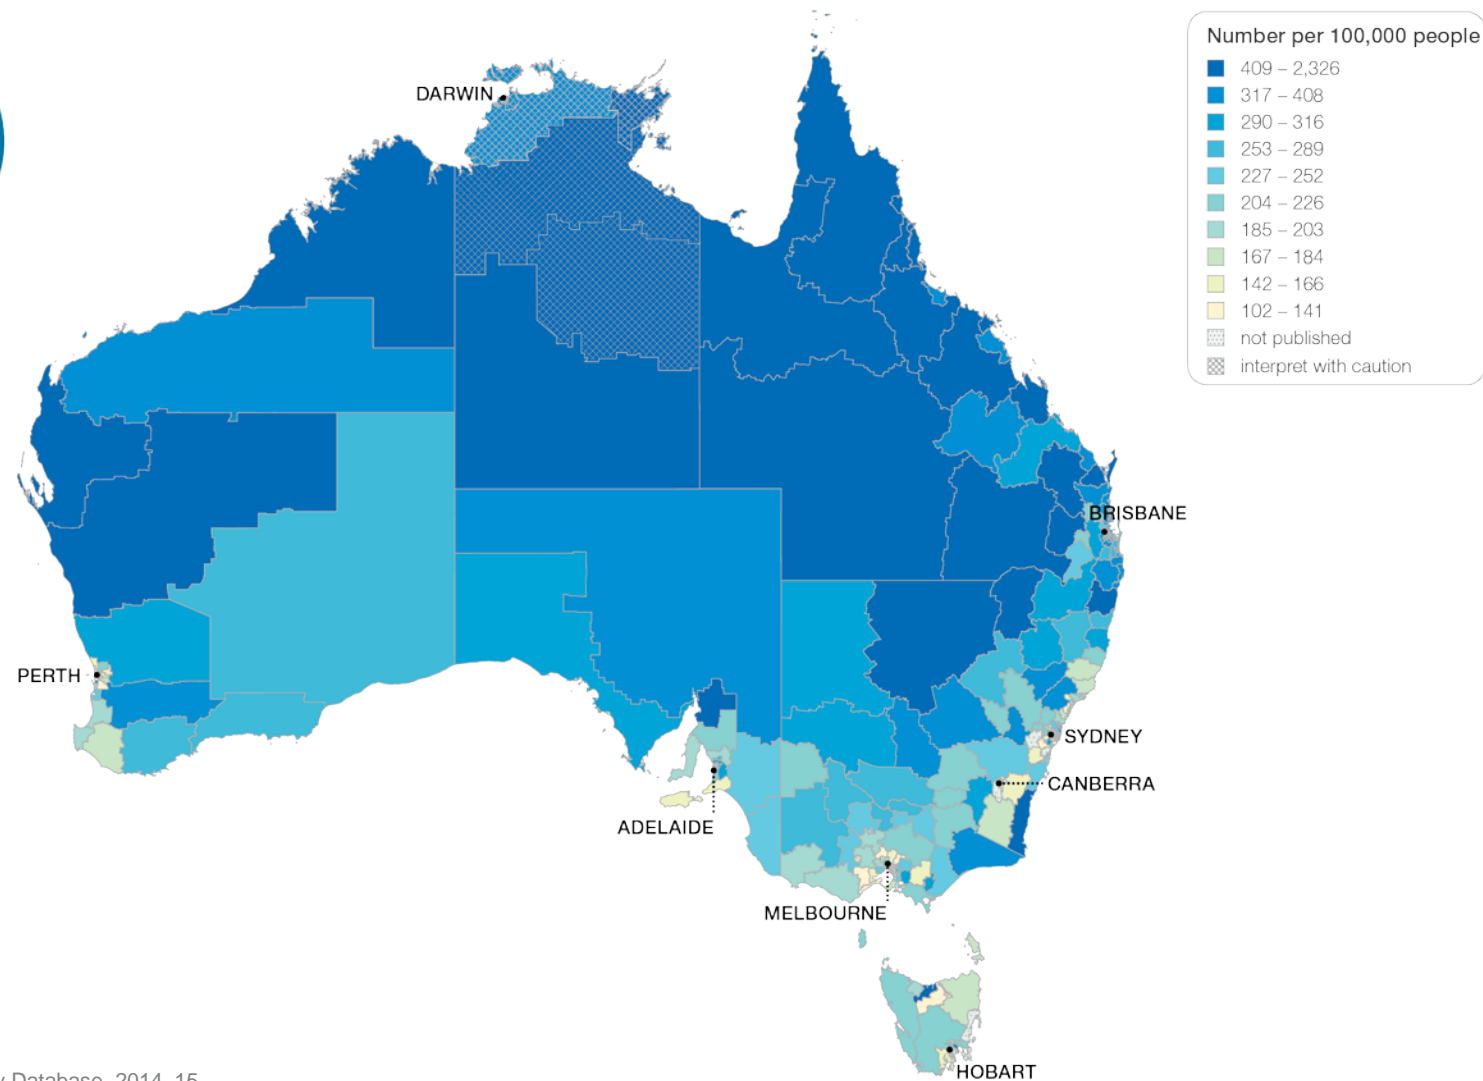 Number per 100,000 people
409 – 2,326
317 – 408
290 – 316
253 – 289
227 – 252
204 – 226
185 – 203
167 – 184
142 – 166
102 – 141
not published
interpret with caution
DARWIN
BRISBANE
PERTH
SYDNEY
CANBERRA
ADELAIDE
MELBOURNE
HOBART
Database, 2014–15